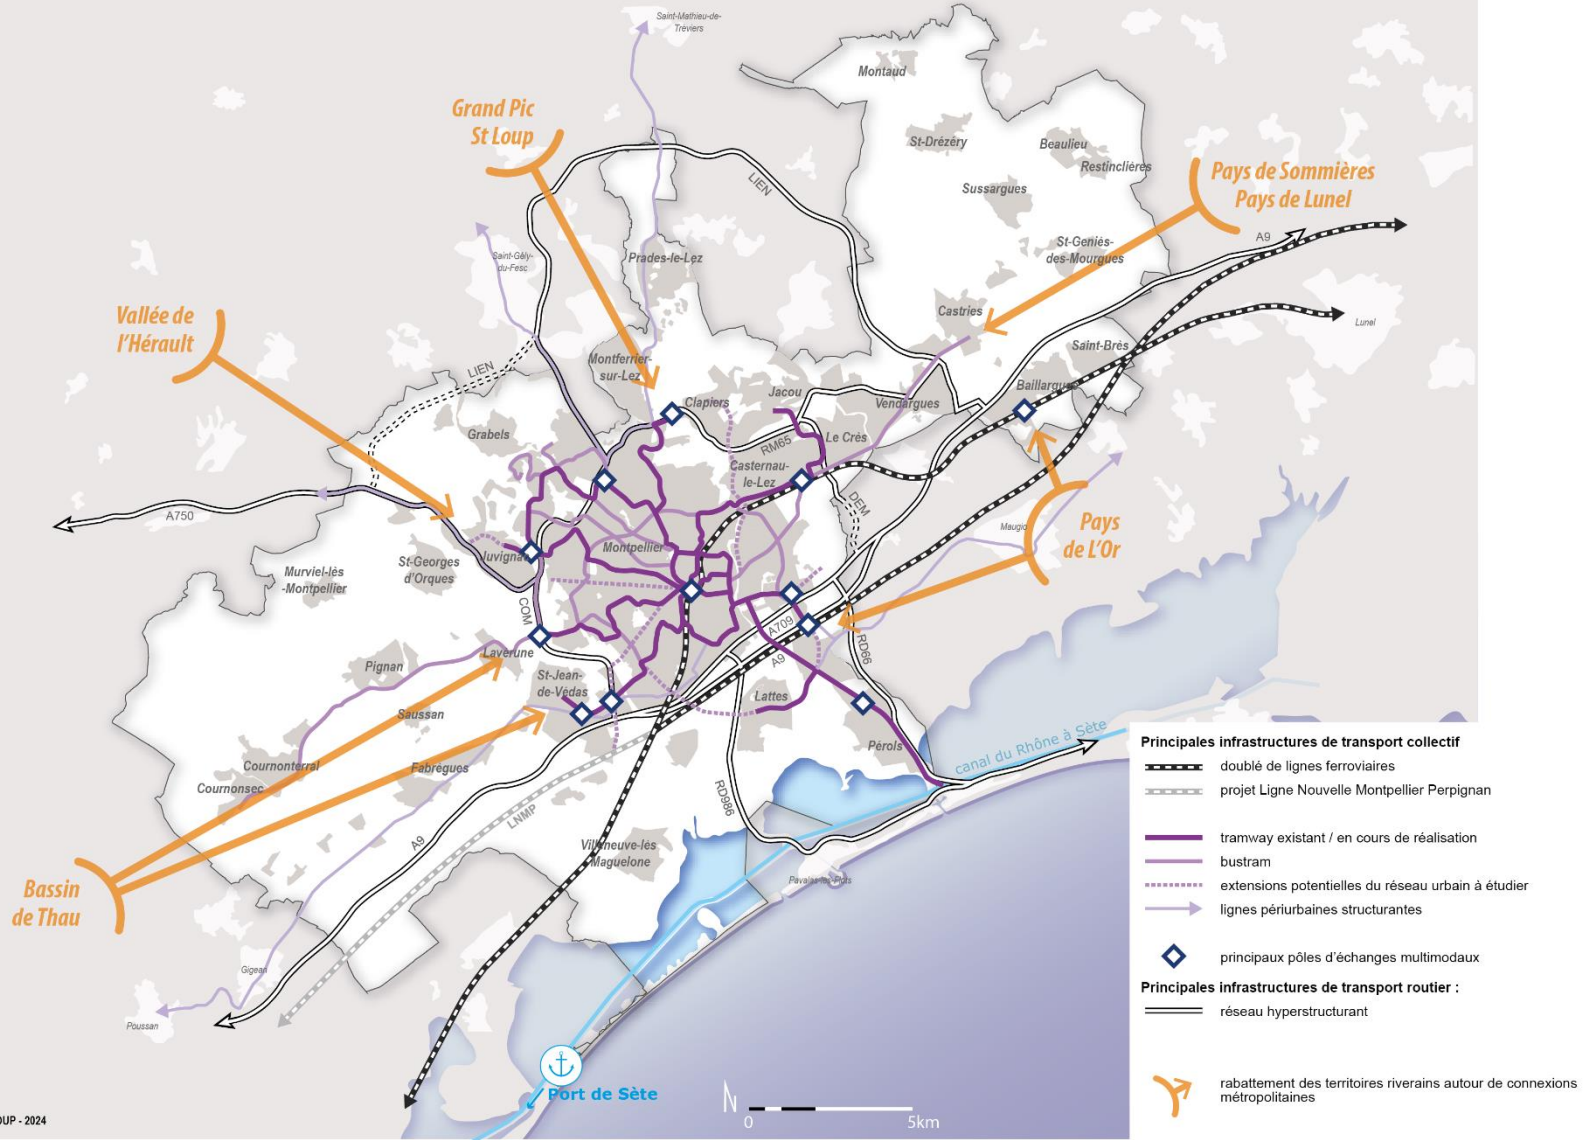 Saint-Mathieu-de-
Tréviers
Montaud
Grand Pic
St Loup
St-Drézéry
Beaulieu
Restinclières
Pays de Sommières
Pays de Lunel
LIEN
Sussargues
St-Geniès-
des-Mourgues
A9
Saint-Gély-
du-Fesc
Prades-le-Lez
Vallée de
l'Hérault
Castries
Lunel
Saint-Brès
LIEN
Montferrier-
sur-Lez
Jacou
Baillargues
Clapiers
Vendargues
Grabels
RM65
Le Crès
Casternau-
le-Lez
A750
DEM
Maugio
Pays
de L'Or
Juvignac
Montpellier
St-Georges
d'Orques
Murviel-lès
-Montpellier
COM
A709
RD66
A9
Laverune
Pignan
St-Jean-
de-Védas
Lattes
Saussan
Pérols
canal du Rhône à Sète
Cournonterral
Fabrègues
Cournonsec
LNMP
RD986
A9
Villeneuve-lès
Maguelone
Bassin
de Thau
Pavalas-les-Flots
Gigean
Poussan
Port de Sète
N
0
5km
OUP - 2024
Principales infrastructures de transport collectif
doublé de lignes ferroviaires
projet Ligne Nouvelle Montpellier Perpignan
tramway existant / en cours de réalisation
bustram
extensions potentielles du réseau urbain à étudier
lignes périurbaines structurantes
principaux pôles d'échanges multimodaux
Principales infrastructures de transport routier :
réseau hyperstructurant
rabattement des territoires riverains autour de connexions
métropolitaines